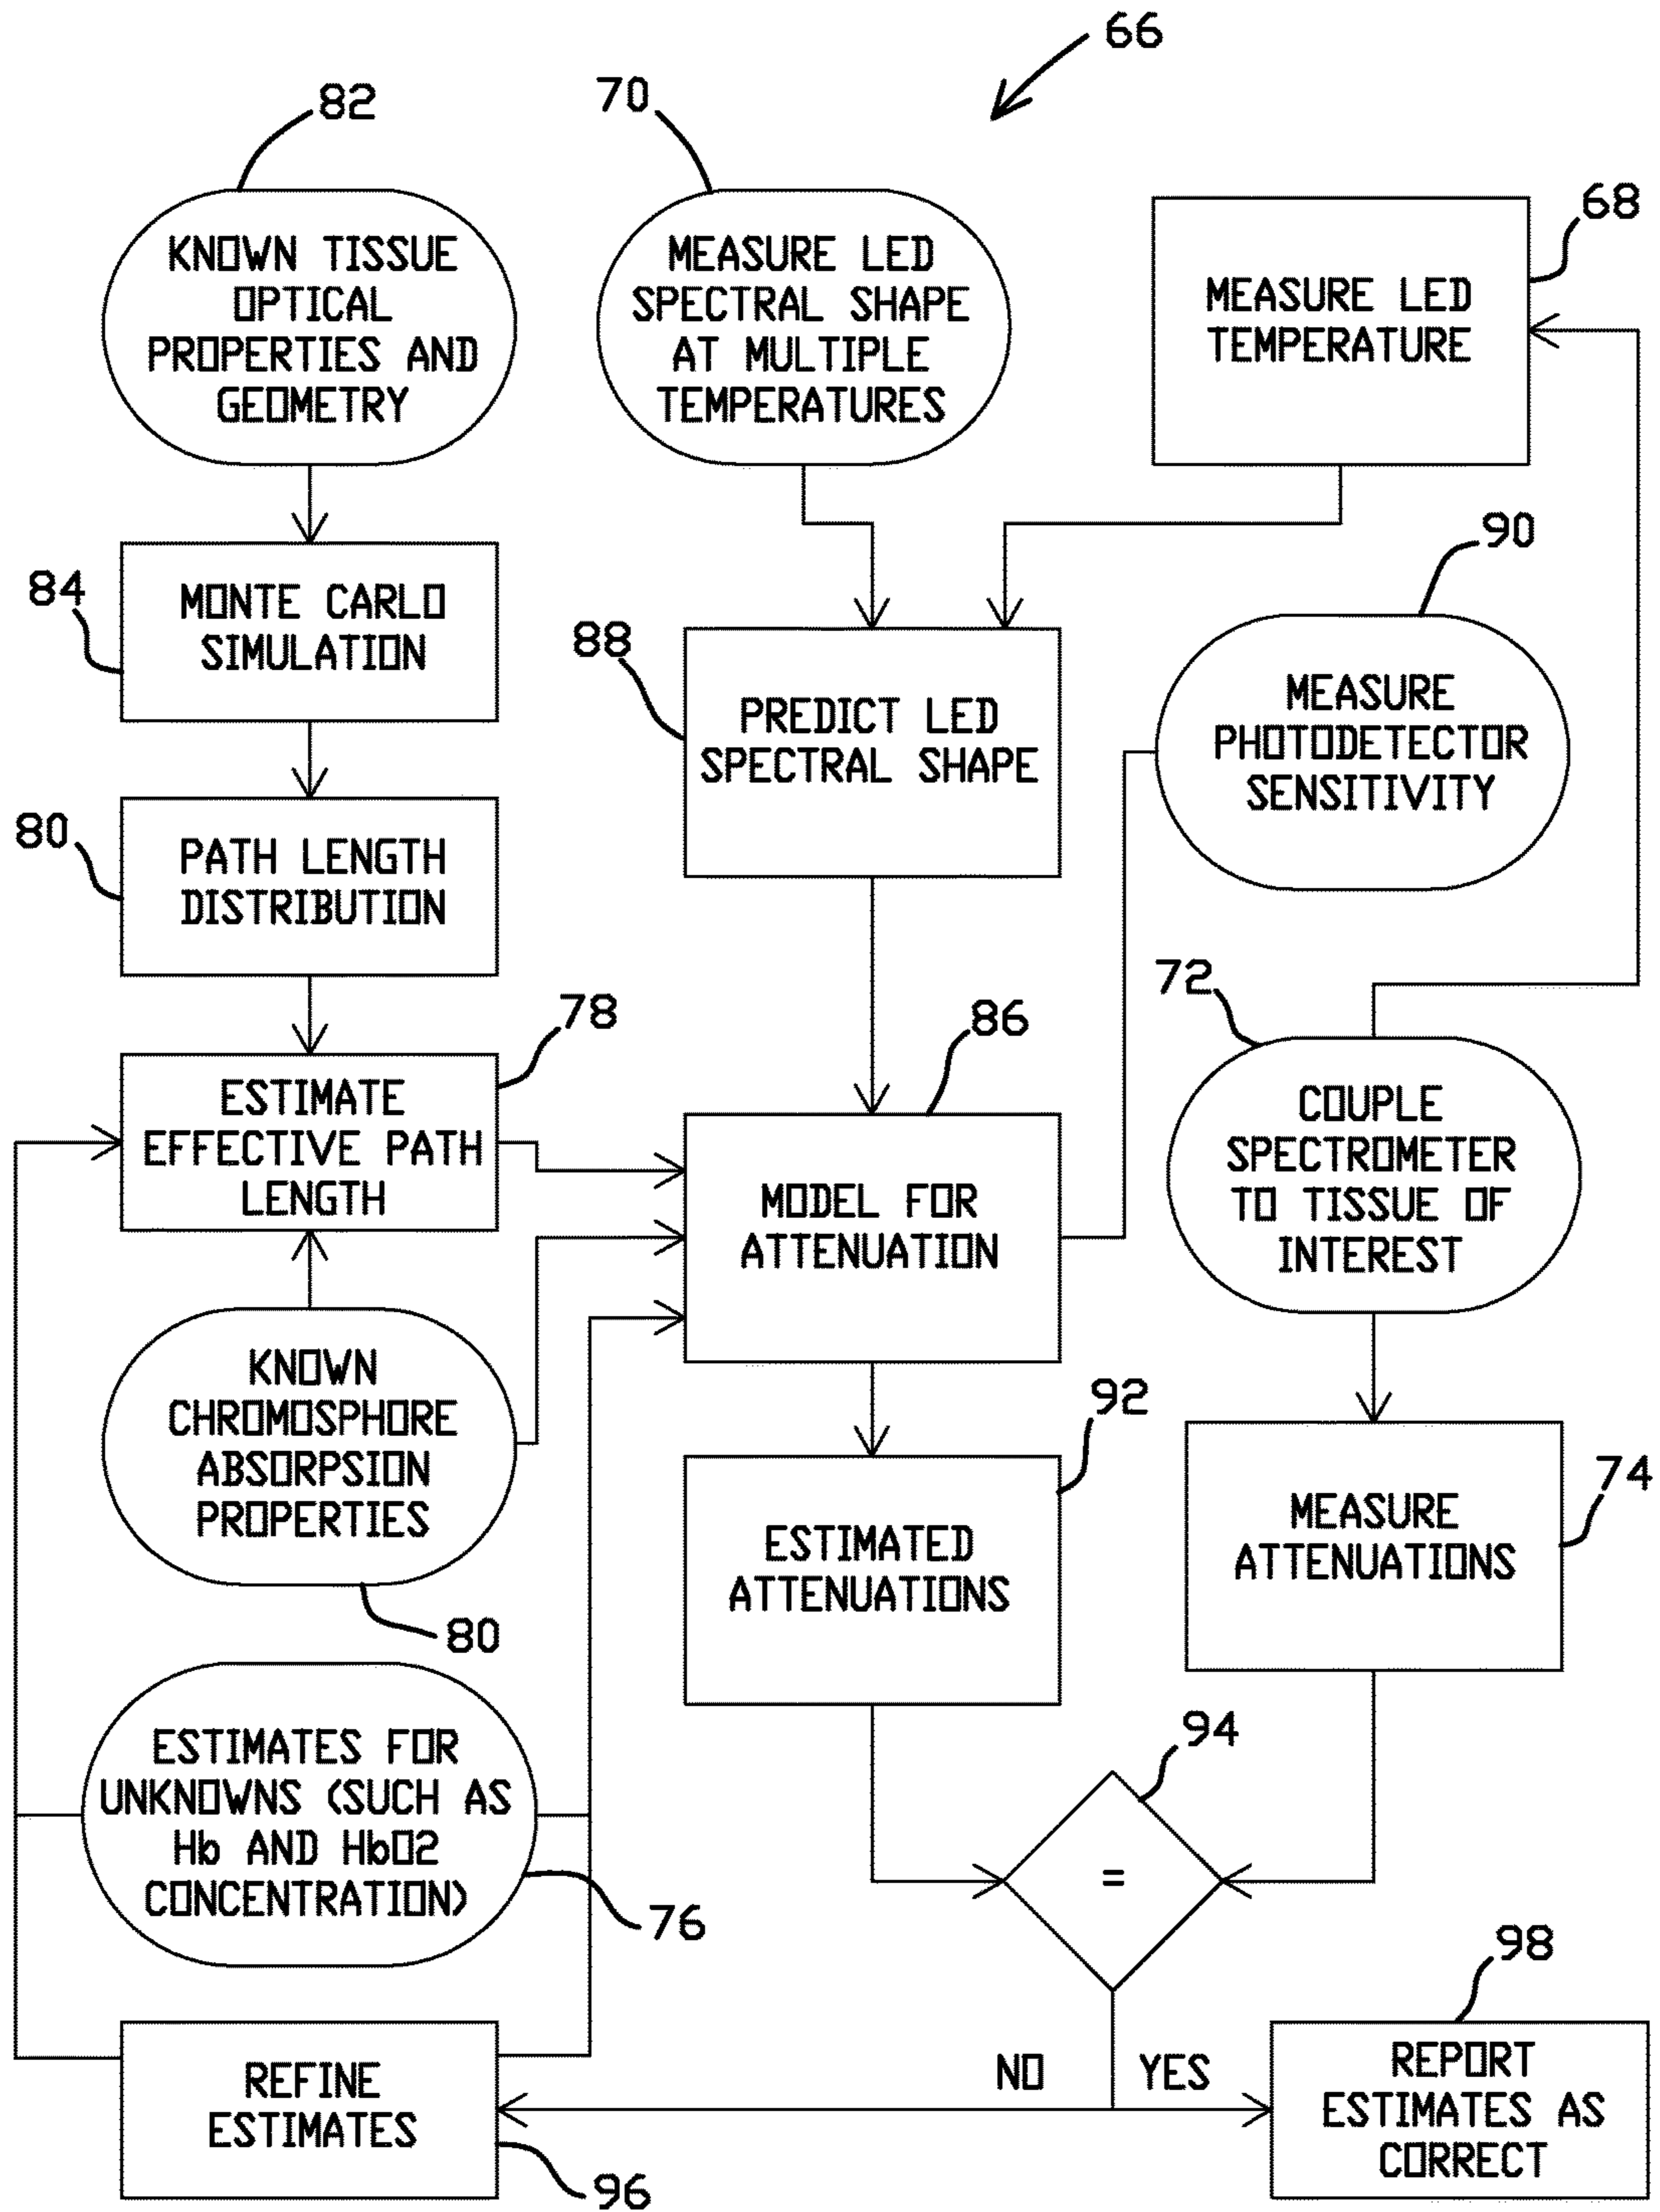 66
82
70
68
KNOWN TISSUE
OPTICAL
PROPERTIES AND
GEOMETRY
MEASURE LED
SPECTRAL SHAPE
AT MULTIPLE
TEMPERATURES
MEASURE LED
TEMPERATURE
84
MONTE CARLO
SIMULATION
88
PREDICT LED
SPECTRAL SHAPE
90
MEASURE
PHOTODETECTOR
SENSITIVITY
80
PATH LENGTH
DISTRIBUTION
78
ESTIMATE
EFFECTIVE PATH
LENGTH
86
MODEL FOR
ATTENUATION
72
COUPLE
SPECTROMETER
TO TISSUE OF
INTEREST
KNOWN
CHROMOSPHORE
ABSORPSION
PROPERTIES
80
92
ESTIMATED
ATTENUATIONS
74
MEASURE
ATTENUATIONS
ESTIMATES FOR
UNKNOWNS (SUCH AS
Hb AND HbO2
CONCENTRATION)
76
94
=
98
NO YES
REFINE
ESTIMATES
96
REPORT
ESTIMATES AS
CORRECT